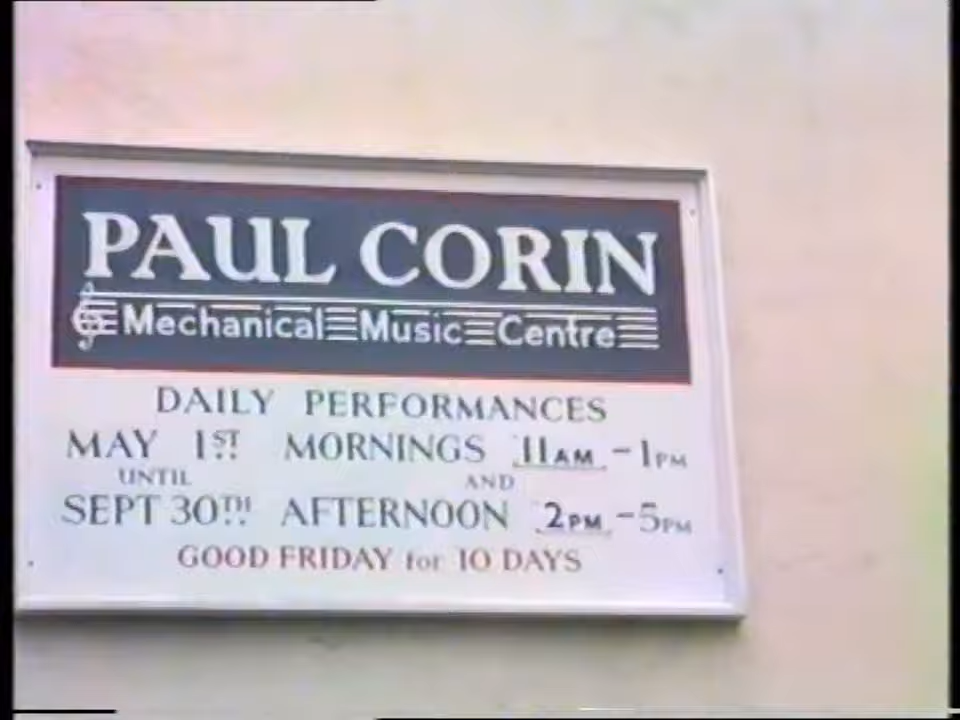 PAUL CORIN
Mechanical Music Centre
DAILY PERFORMANCES
MAY 1ST MORNINGS 11AM - 1PM
UNTIL AND
SEPT 30TH AFTERNOON 2PM - 5PM
GOOD FRIDAY for 10 DAYS